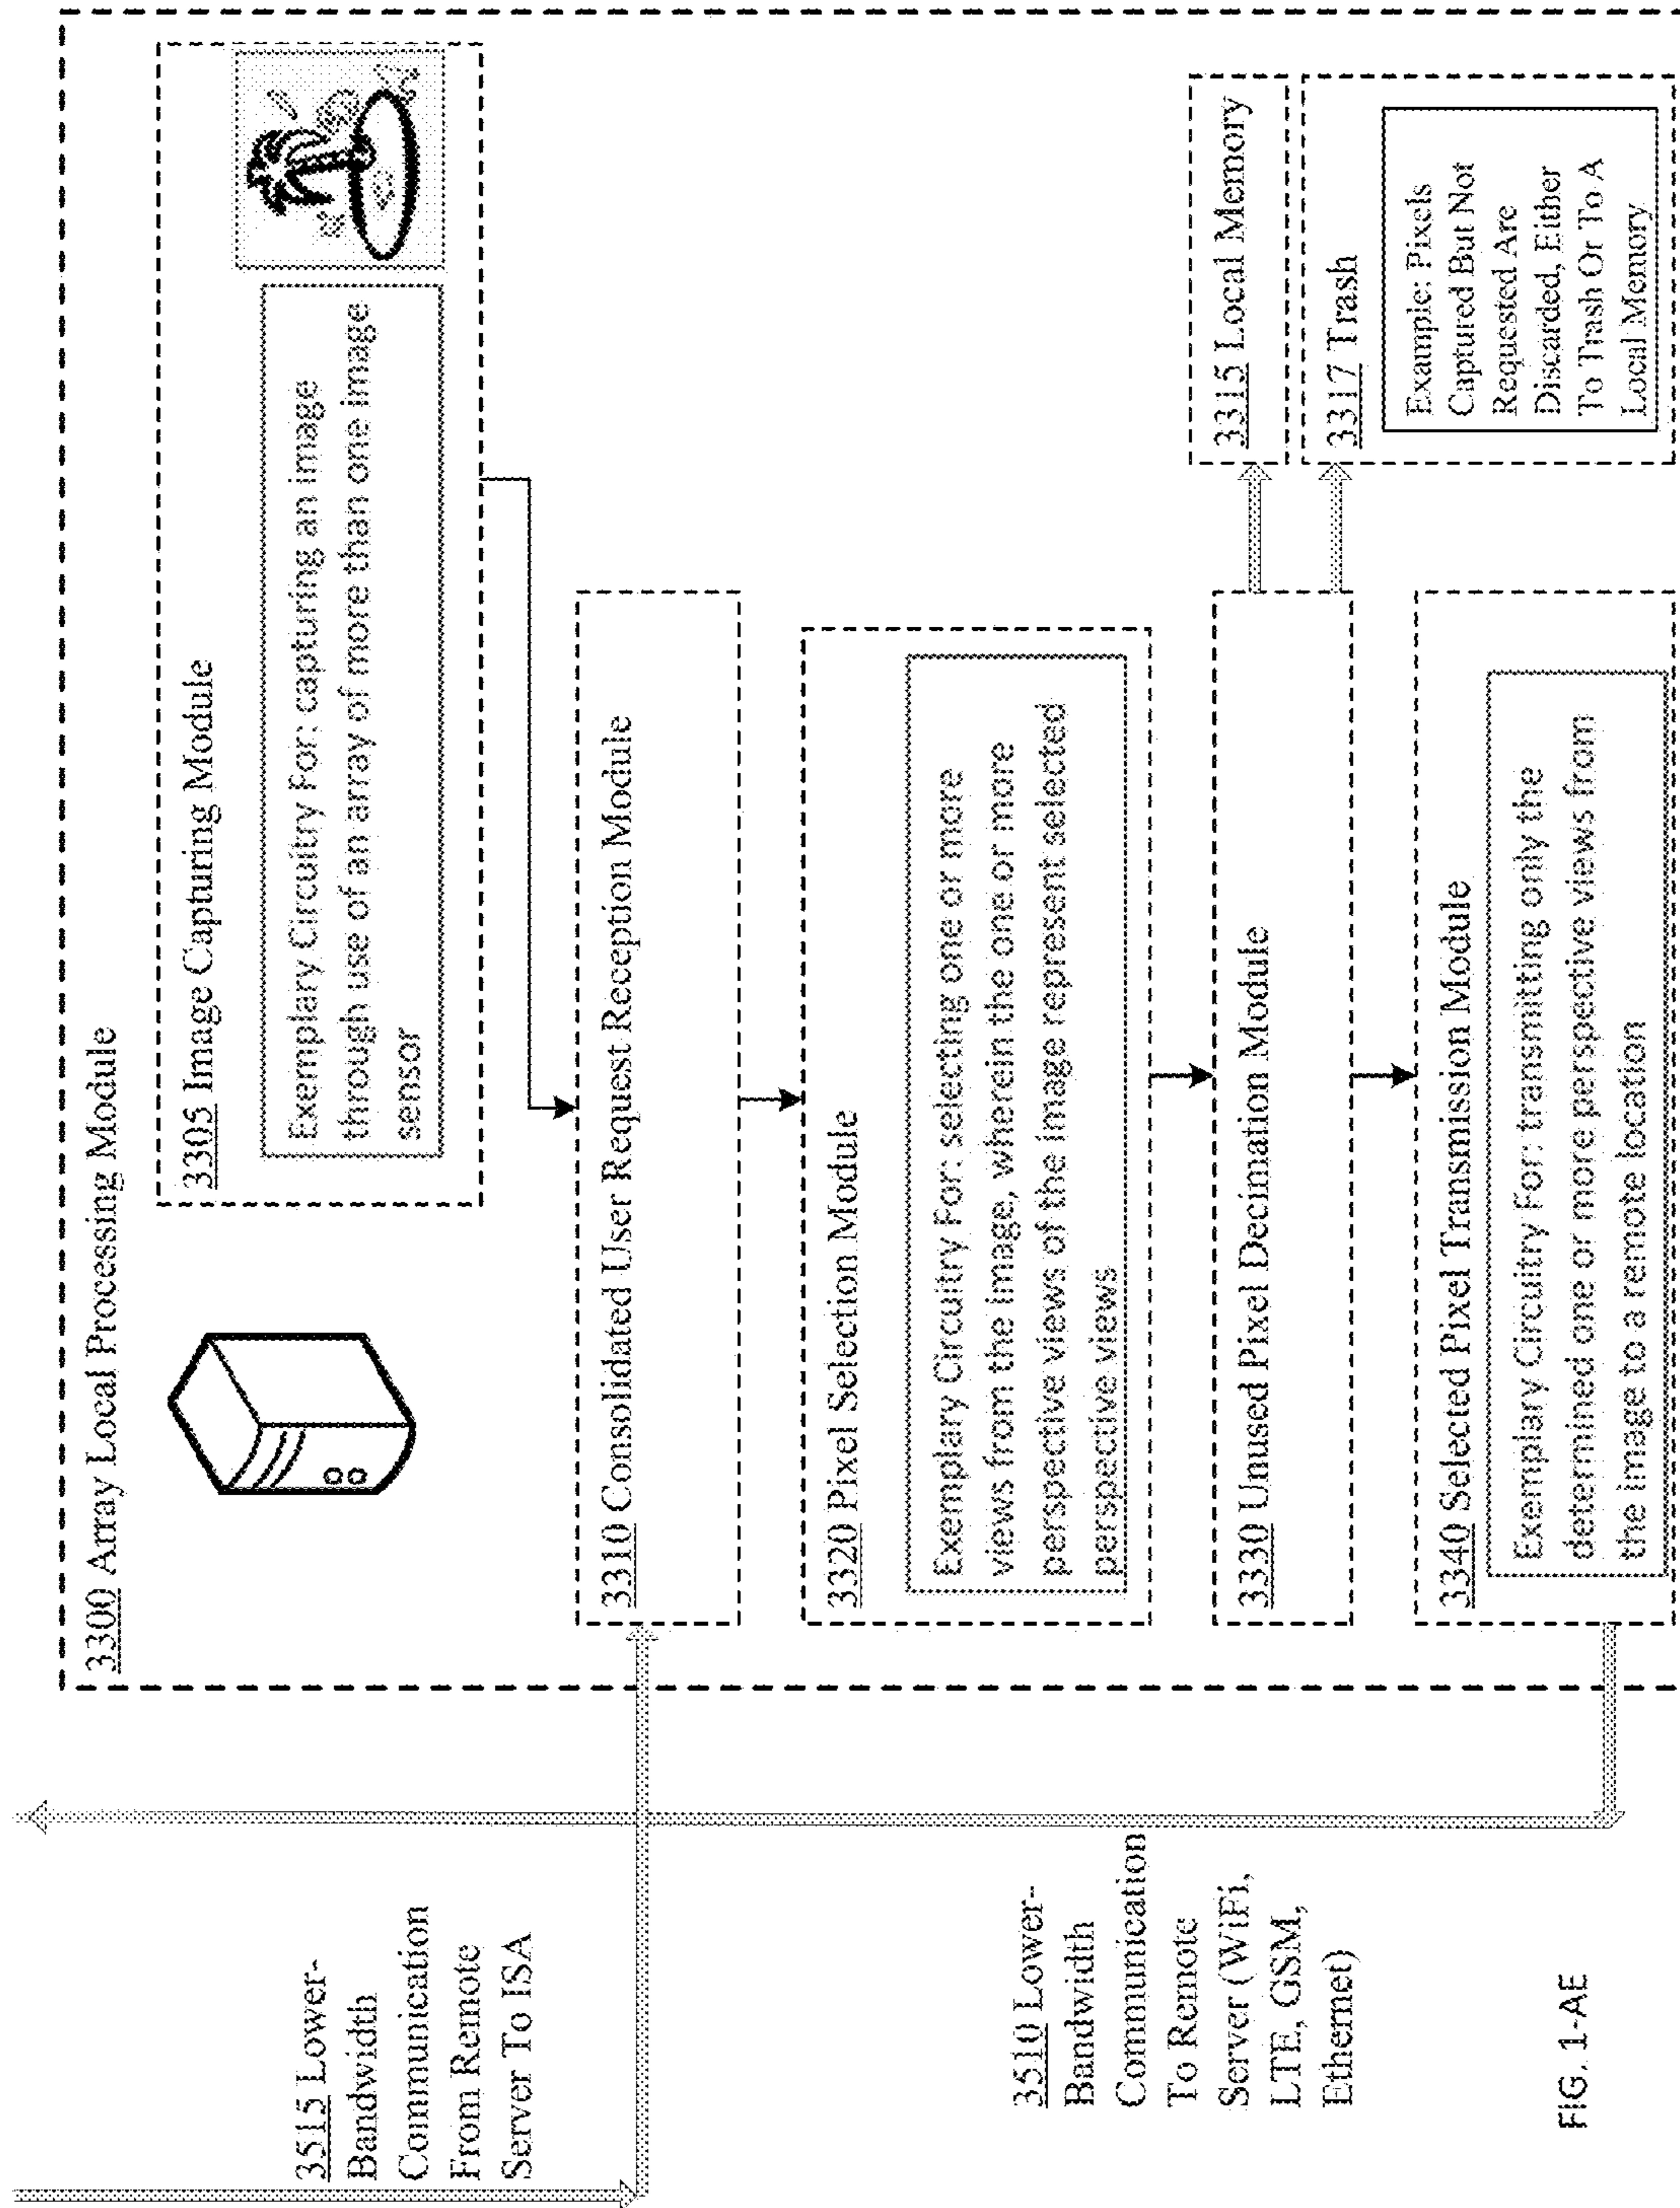 3300 Array Local Processing Module
3305 Image Capturing Module
Exemplary Circuitry For: capturing an image
through use of an array of more than one image
sensor
3310 Consolidated User Request Reception Module
3320 Pixel Selection Module
Exemplary Circuitry For: selecting one or more
views from the image, wherein the one or more
perspective views of the image represent selected
perspective views
3330 Unused Pixel Decimation Module
3315 Local Memory
3317 Trash
Example: Pixels
Captured But Not
Requested Are
Discarded, Either
To Trash Or To A
Local Memory
3340 Selected Pixel Transmission Module
Exemplary Circuitry For: transmitting only the
determined one or more perspective views from
the image to a remote location
3515 Lower-
Bandwidth
Communication
From Remote
Server To ISA
3510 Lower-
Bandwidth
Communication
To Remote
Server (WiFi,
LTE, GSM,
Ethernet)
FIG. 1-AE